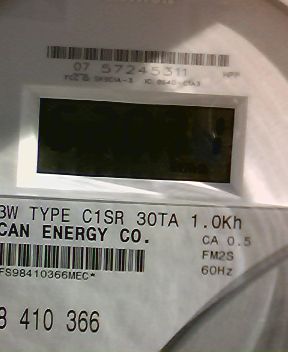 07 57245311
3W TYPE C1SR 30TA 1.0Kh
CAN ENERGY CO.
CA 0.5
FM2S
60Hz
FS98410366MEC*
8 410 366